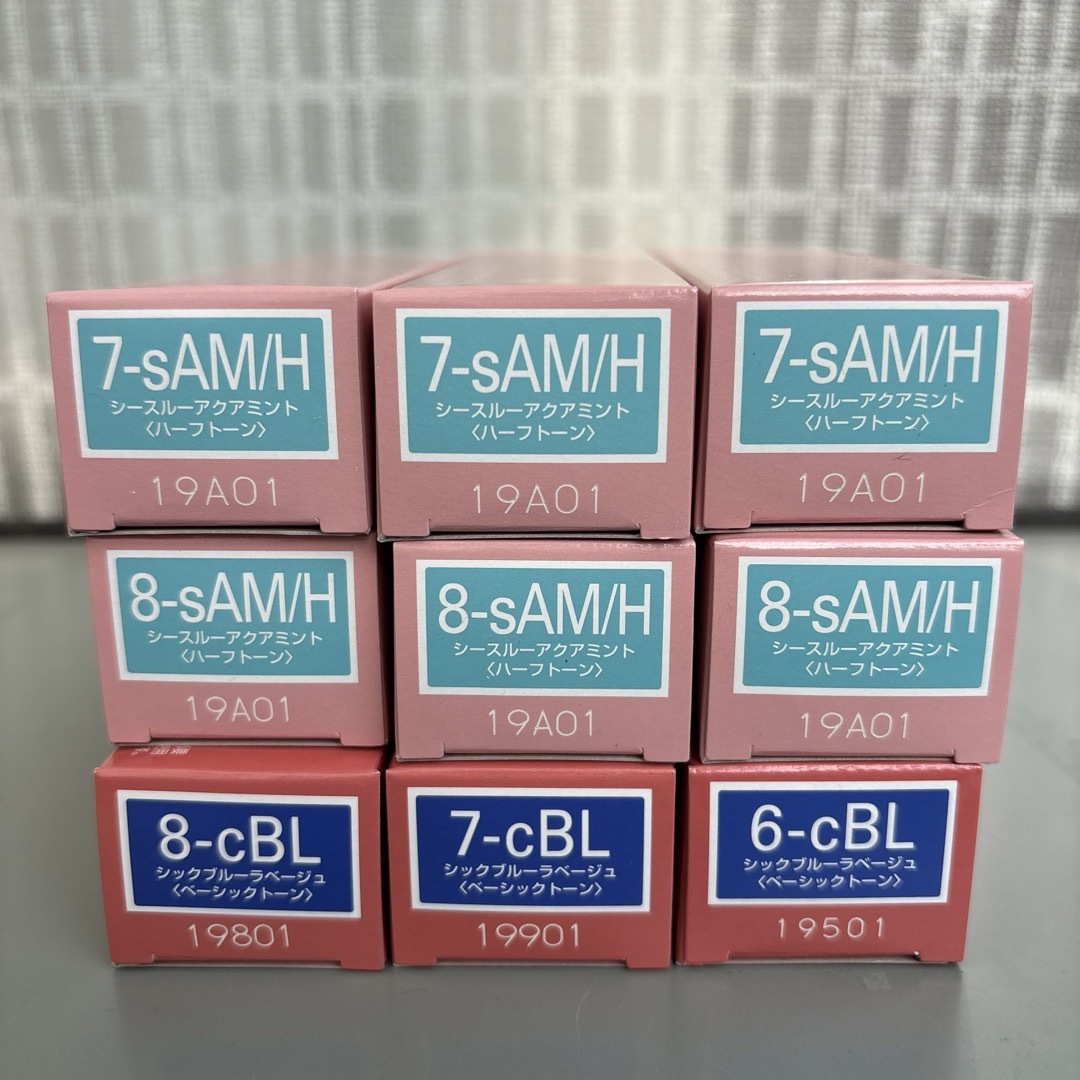 7-sAM/H
シースルーアクアミント
〈ハーフトーン〉
19A01
7-sAM/H
シースルーアクアミント
〈ハーフトーン〉
19A01
7-sAM/H
シースルーアクアミント
〈ハーフトーン〉
19A01
8-sAM/H
シースルーアクアミント
〈ハーフトーン〉
19A01
8-sAM/H
シースルーアクアミント
〈ハーフトーン〉
19A01
8-sAM/H
シースルーアクアミント
〈ハーフトーン〉
19A01
8-cBL
シックブルーラベージュ
〈ベーシックトーン〉
19801
7-cBL
シックブルーラベージュ
〈ベーシックトーン〉
19901
6-cBL
シックブルーラベージュ
〈ベーシックトーン〉
19501